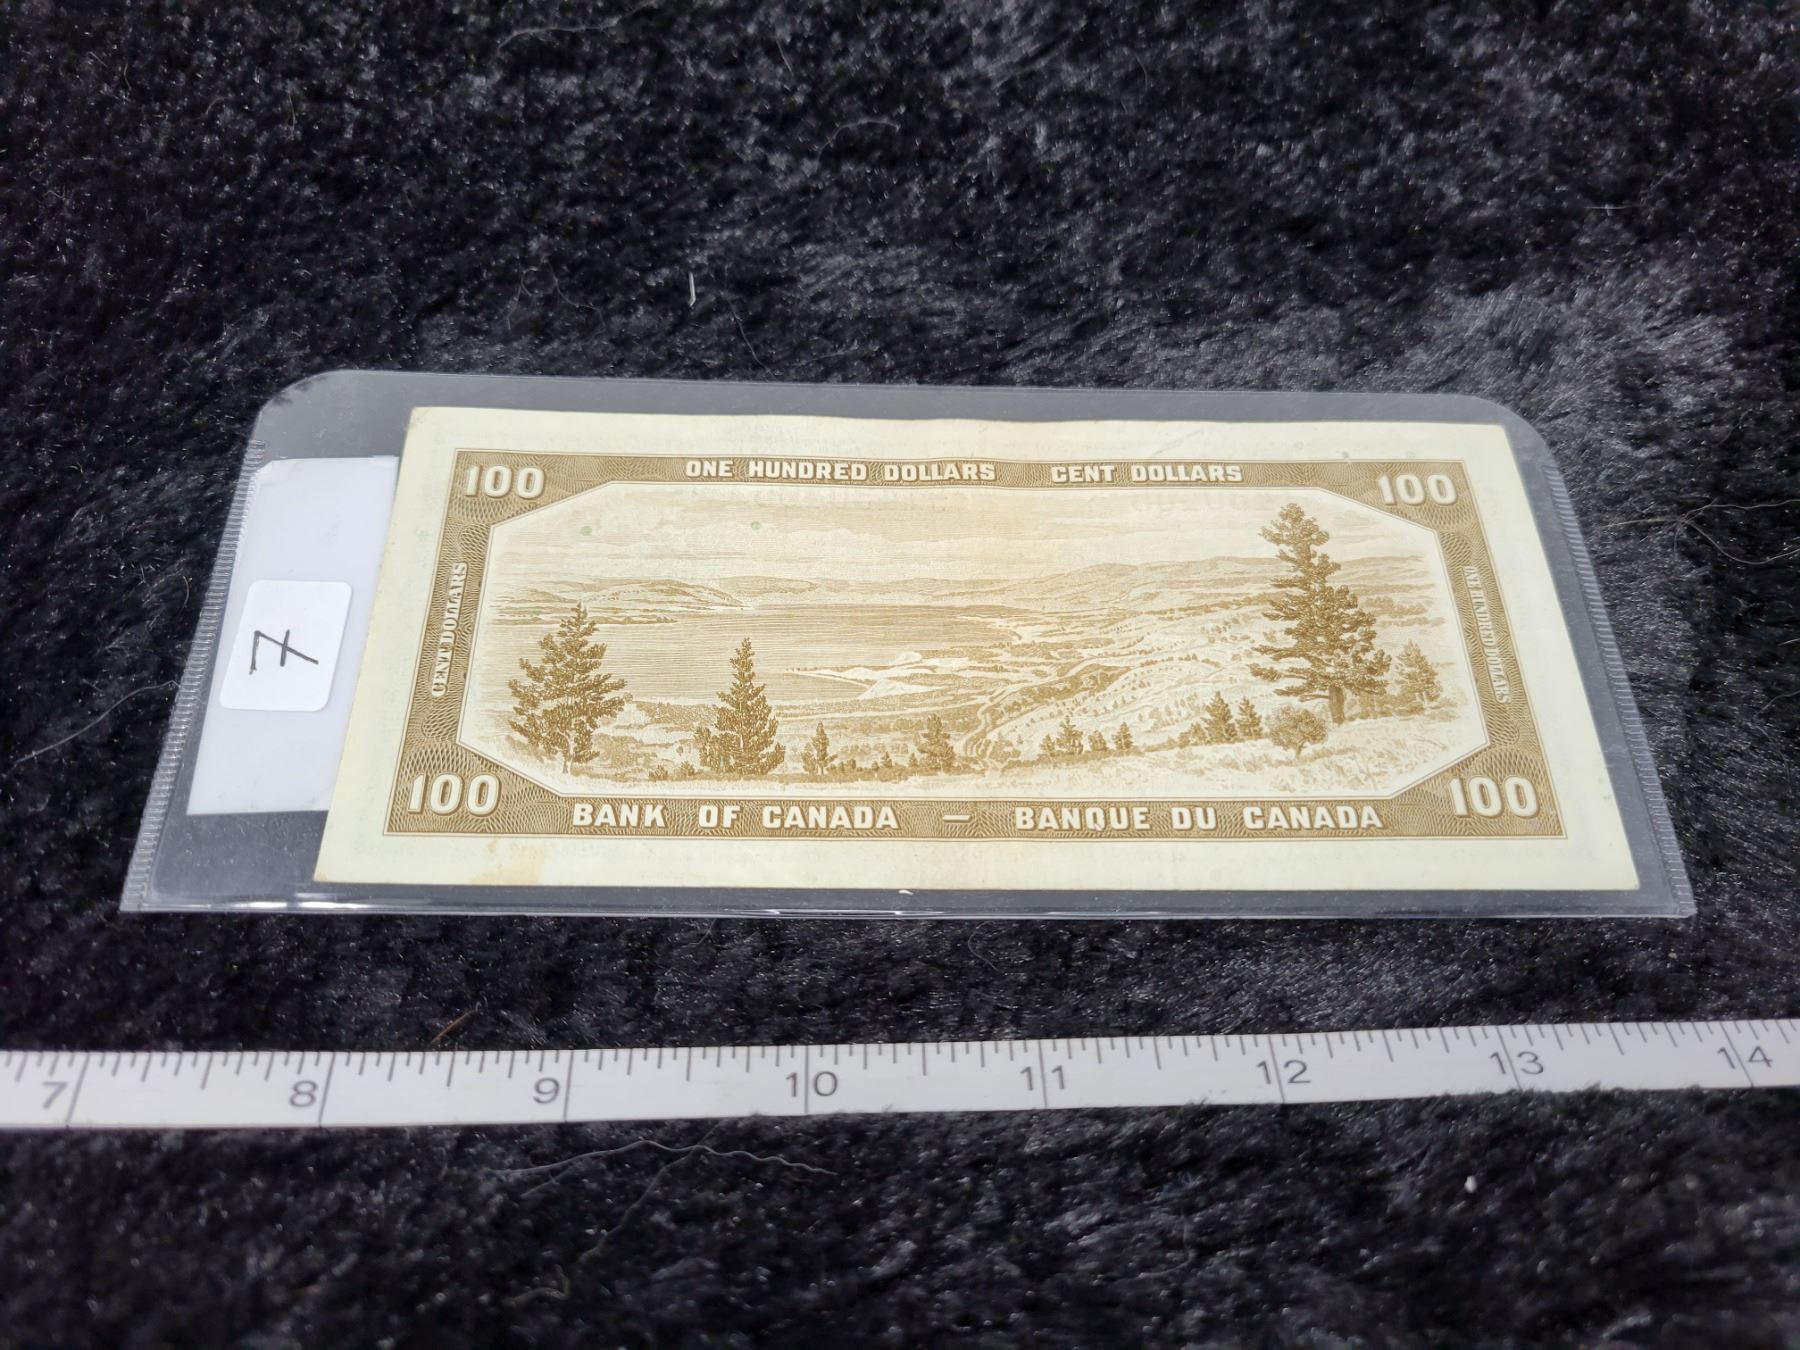 100 ONE HUNDRED DOLLARS CENT DOLLARS 100
CENT DOLLARS
ONE HUNDRED DOLLARS
7
100 BANK OF CANADA — BANQUE DU CANADA 100
7 8 9 10 11 12 13 14